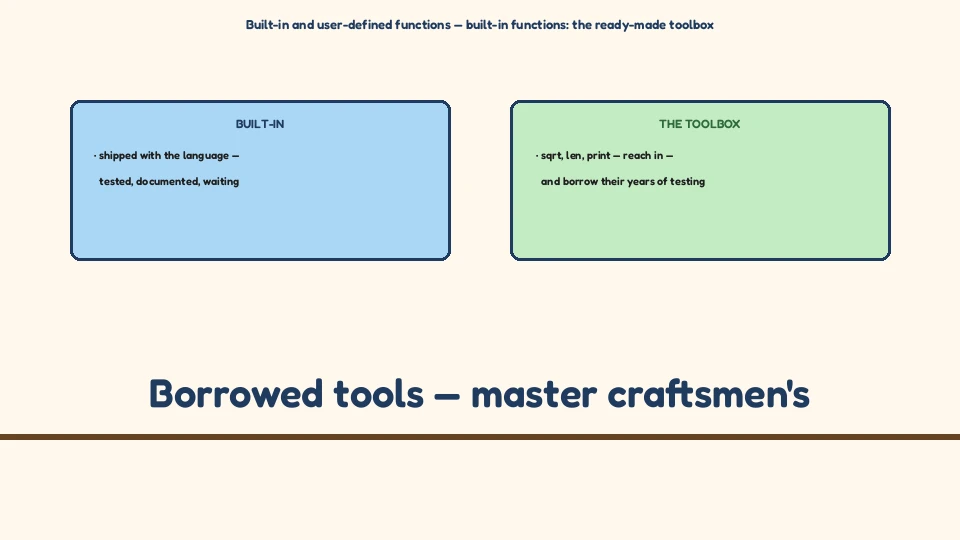 Built-in and user-defined functions — built-in functions: the ready-made toolbox
BUILT-IN
· shipped with the language —
tested, documented, waiting
THE TOOLBOX
· sqrt, len, print — reach in —
and borrow their years of testing
Borrowed tools — master craftsmen's